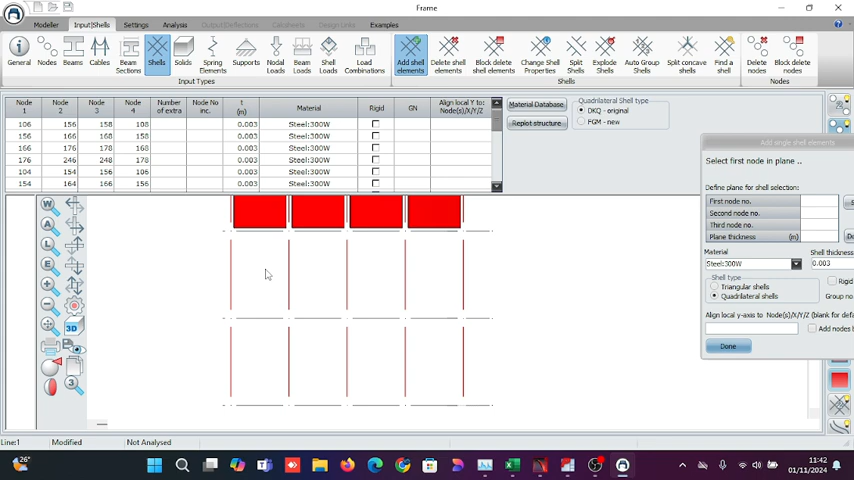 Frame
Modeller Input|Shells Settings Analysis Output|Deflections Calcsheets Design Links Examples
General Nodes Beams Cables Beam Sections Shells Solids Spring Elements Supports Nodal Loads Beam Loads Shell Loads Load Combinations
Add shell elements Delete shell elements Block delete shell elements Change Shell Properties Split Shells Explode Shells Auto Group Shells Split concave shells Find a shell Delete nodes Block delete nodes
Input Types Shells Nodes
Node 1 Node 2 Node 3 Node 4 Number of extra Node No inc. t (m) Material Rigid GN Align local Y to: Node(s)/X/Y/Z
106 156 158 108 0.003 Steel:300W
156 166 168 158 0.003 Steel:300W
166 176 178 168 0.003 Steel:300W
176 246 248 178 0.003 Steel:300W
104 154 156 106 0.003 Steel:300W
154 164 166 156 0.003 Steel:300W
Material Database
Replot structure
Quadrilateral Shell type
DKQ - original
FGM - new
Add single shell elements
Select first node in plane ..
Define plane for shell selection:
First node no.
Second node no.
Third node no.
Plane thickness (m)
Material Shell thickness
Steel:300W 0.003
Shell type
Triangular shells
Quadrilateral shells
Rigid
Group no.
Align local y-axis to Node(s)/X/Y/Z (blank for defa
Add nodes b
Done
W
A
L
E
3D
3
Line:1 Modified Not Analysed
26°
11:42
01/11/2024